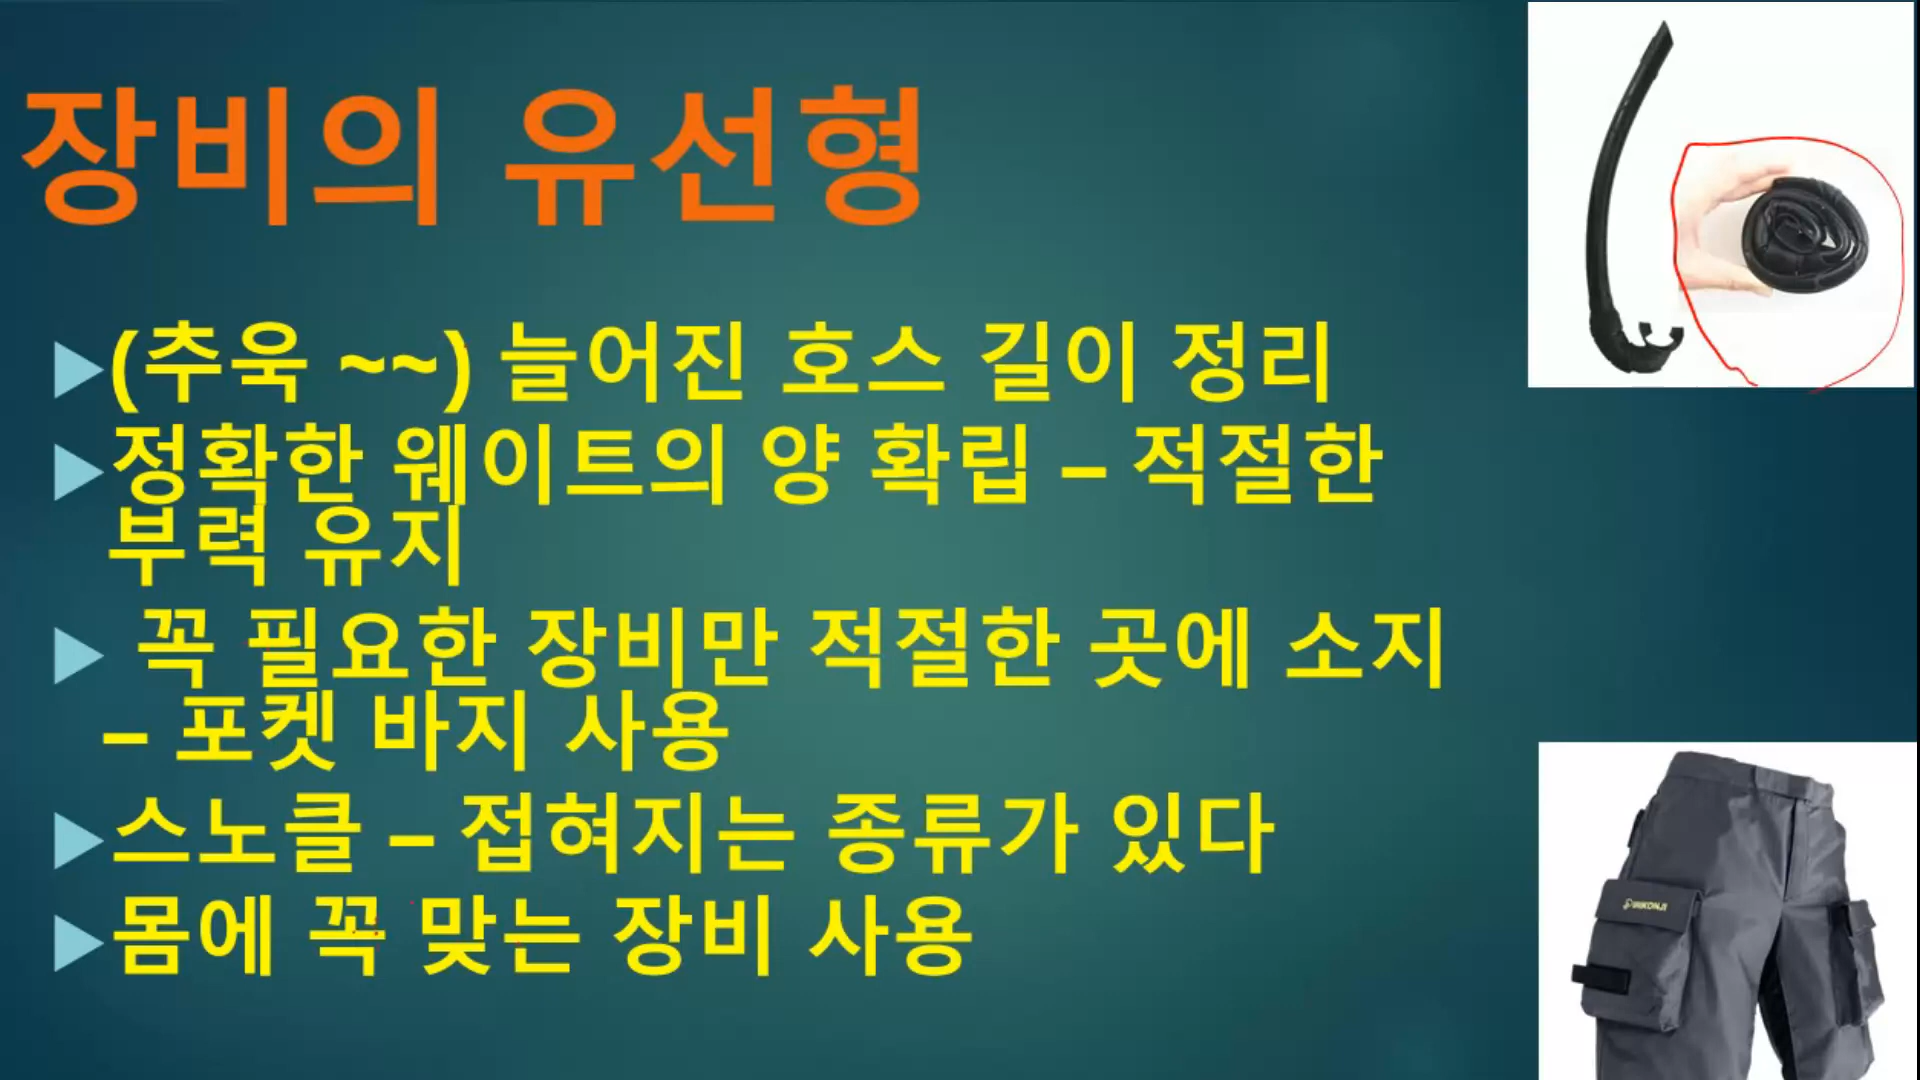 장비의 유선형
(추욱 ~~) 늘어진 호스 길이 정리
정확한 웨이트의 양 확립 – 적절한
부력 유지
꼭 필요한 장비만 적절한 곳에 소지
– 포켓 바지 사용
스노클 – 접혀지는 종류가 있다
몸에 꼭 맞는 장비 사용